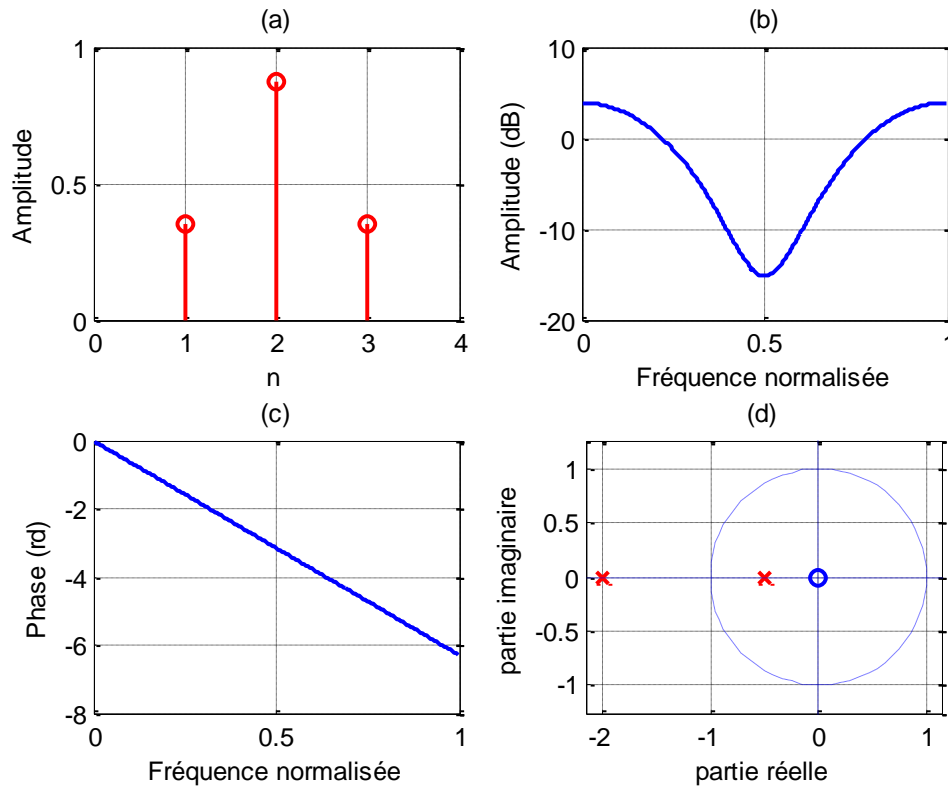 (a)
1
0.5
0
Amplitude
0
1
2
3
4
n
(b)
10
0
-10
-20
Amplitude (dB)
0
0.5
1
Fréquence normalisée
(c)
0
-2
-4
-6
-8
Phase (rd)
0
0.5
1
Fréquence normalisée
(d)
1
0.5
0
-0.5
-1
partie imaginaire
-2
-1
0
1
partie réelle